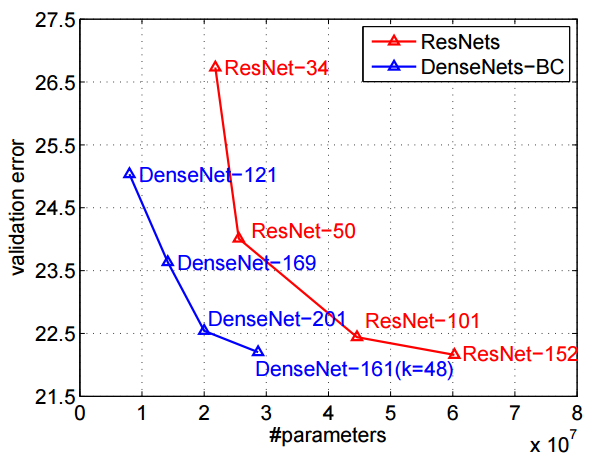 27.5
26.5
25.5
24.5
23.5
22.5
21.5
validation error
ResNets
DenseNets−BC
ResNet−34
DenseNet−121
ResNet−50
DenseNet−169
DenseNet−201
ResNet−101
ResNet−152
DenseNet−161(k=48)
0 1 2 3 4 5 6 7 8
#parameters
x 10⁷